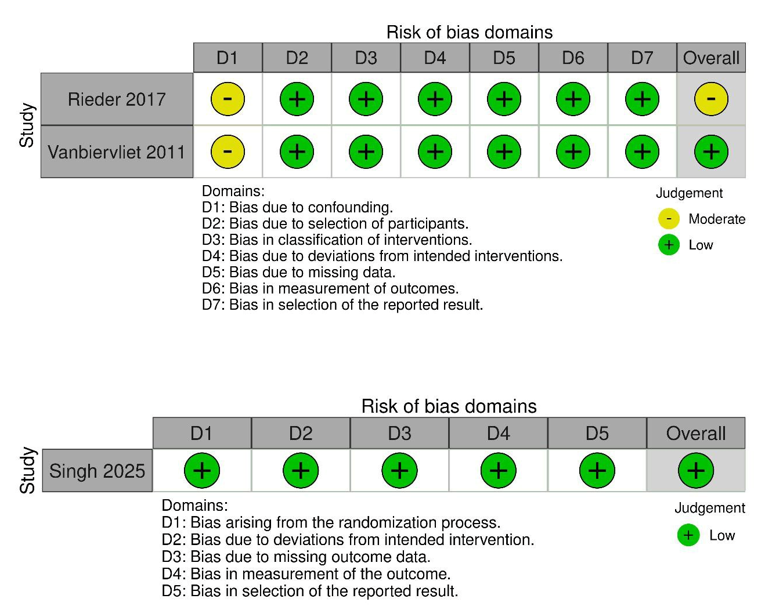 Risk of bias domains
D1 D2 D3 D4 D5 D6 D7 Overall
Study
Rieder 2017 - + + + + + + -
Vanbiervliet 2011 - + + + + + + +
Domains:
D1: Bias due to confounding.
D2: Bias due to selection of participants.
D3: Bias in classification of interventions.
D4: Bias due to deviations from intended interventions.
D5: Bias due to missing data.
D6: Bias in measurement of outcomes.
D7: Bias in selection of the reported result.
Judgement
- Moderate
+ Low
Risk of bias domains
D1 D2 D3 D4 D5 Overall
Study
Singh 2025 + + + + + +
Domains:
D1: Bias arising from the randomization process.
D2: Bias due to deviations from intended intervention.
D3: Bias due to missing outcome data.
D4: Bias in measurement of the outcome.
D5: Bias in selection of the reported result.
Judgement
+ Low